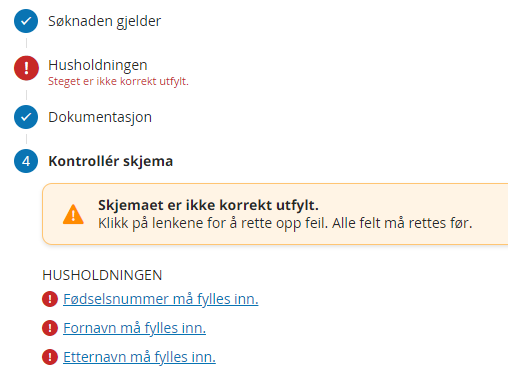 Søknaden gjelder
Husholdningen
Steget er ikke korrekt utfylt.
Dokumentasjon
4 Kontrollér skjema
Skjemaet er ikke korrekt utfylt.
Klikk på lenkene for å rette opp feil. Alle felt må rettes før.
HUSHOLDNINGEN
Fødselsnummer må fylles inn.
Fornavn må fylles inn.
Etternavn må fylles inn.